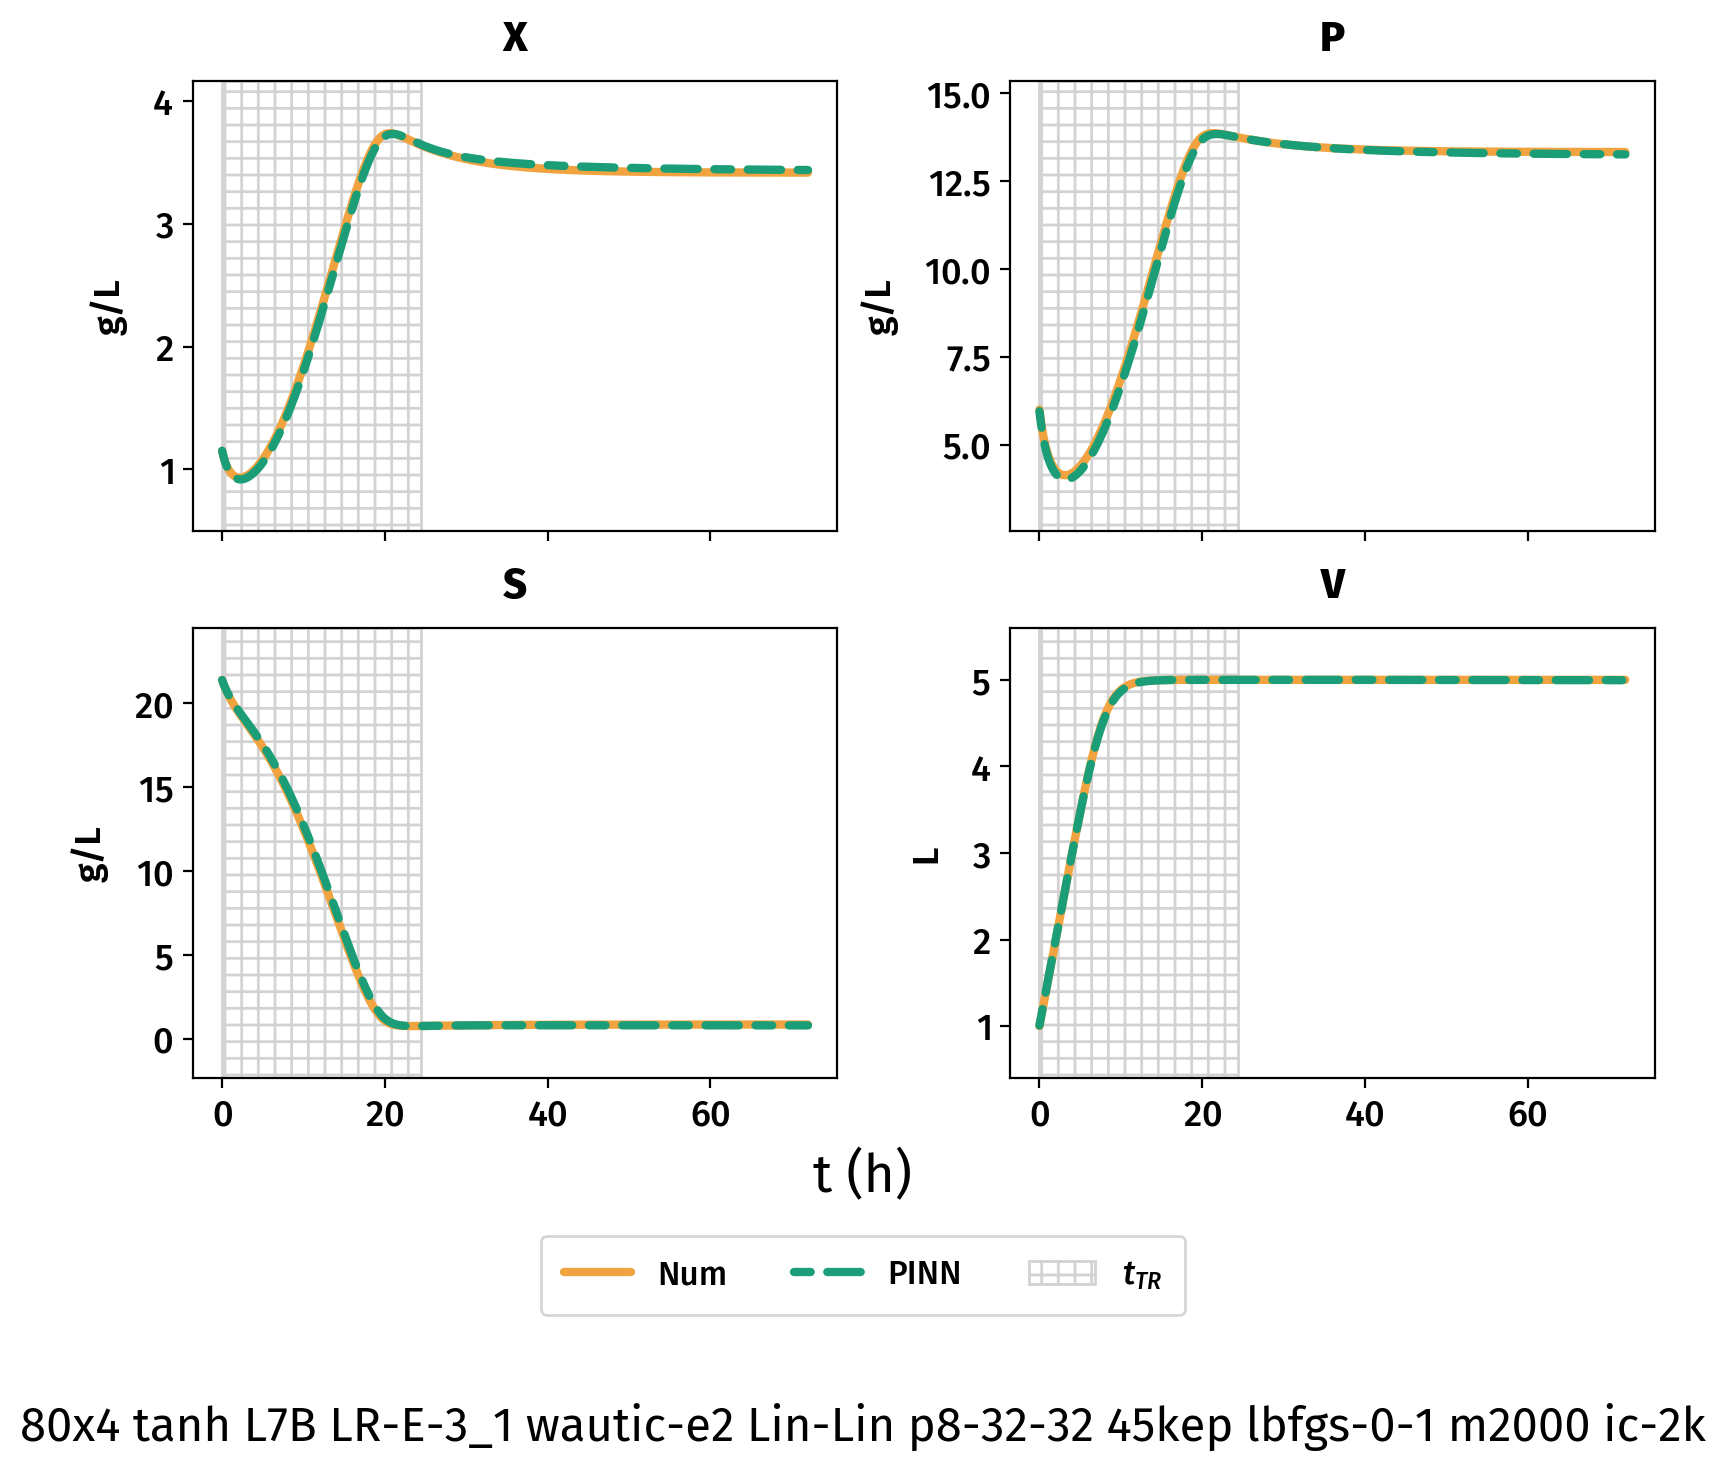 X
P
4
3
2
1
g/L
15.0
12.5
10.0
7.5
5.0
g/L
S
V
20
15
10
5
0
g/L
5
4
3
2
1
L
0 20 40 60
0 20 40 60
t (h)
Num PINN tTR
80x4 tanh L7B LR-E-3_1 wautic-e2 Lin-Lin p8-32-32 45kep lbfgs-0-1 m2000 ic-2k